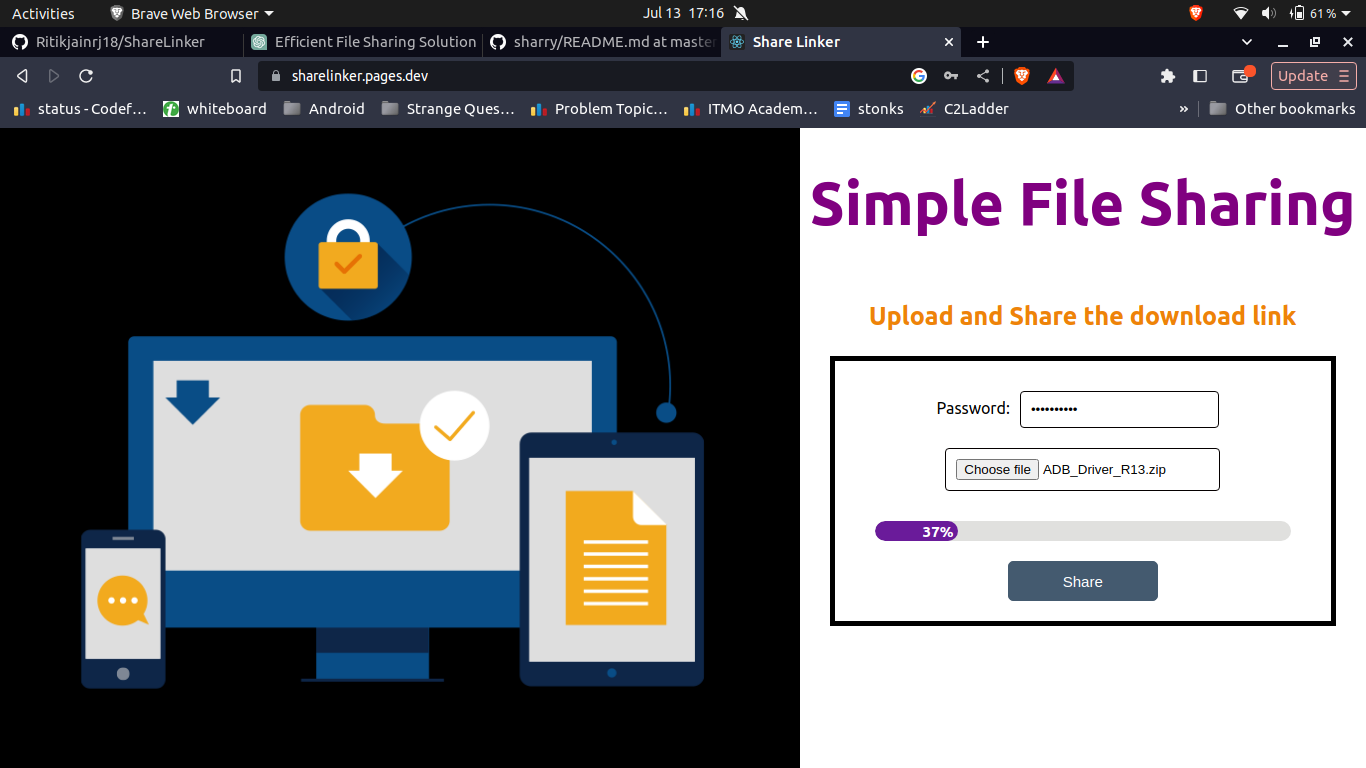 Activities Brave Web Browser Jul 13 17:16 61 %
Ritikjainrj18/ShareLinker Efficient File Sharing Solution sharry/README.md at master Share Linker
sharelinker.pages.dev Update
status - Codef… whiteboard Android Strange Ques… Problem Topic… ITMO Academ… stonks C2Ladder » Other bookmarks
Simple File Sharing
Upload and Share the download link
Password: ••••••••••
Choose file ADB_Driver_R13.zip
37%
Share